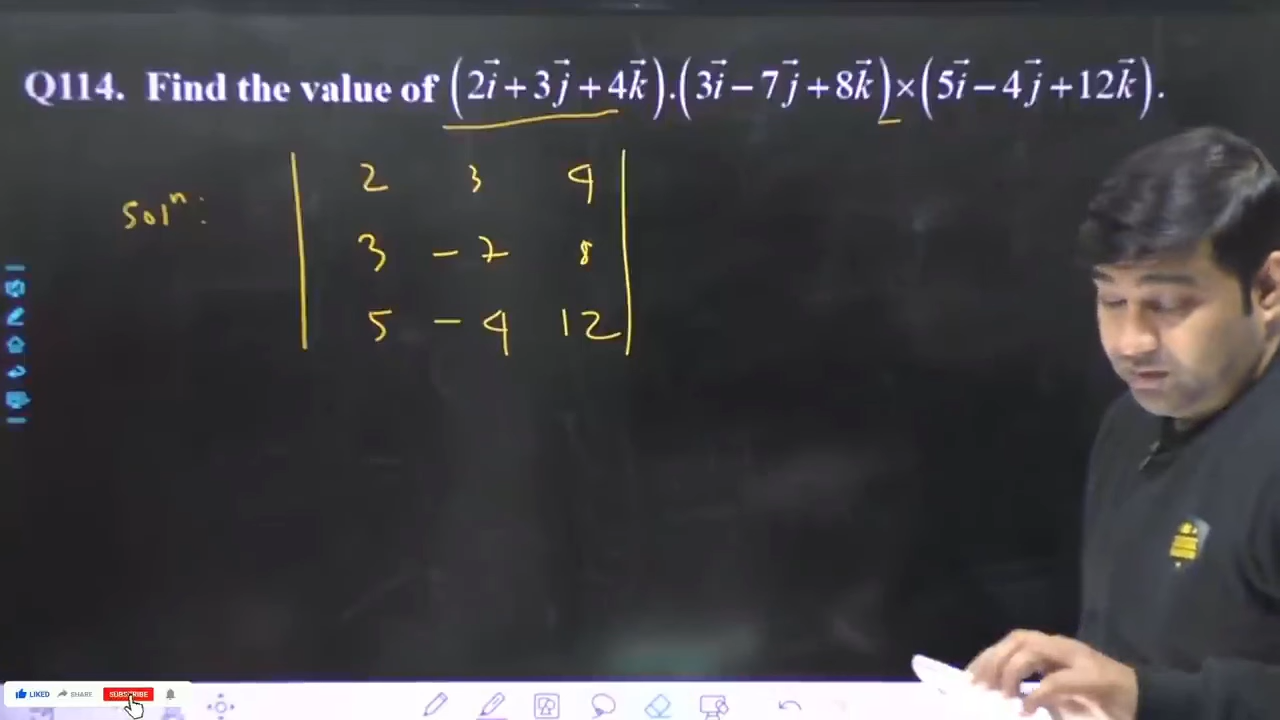 Q114. Find the value of (2i⃗ + 3j⃗ + 4k⃗).(3i⃗ − 7j⃗ + 8k⃗)×(5i⃗ − 4j⃗ + 12k⃗).
Solⁿ:
2 3 4
3 −7 8
5 −4 12
LIKED SHARE SUBSCRIBE